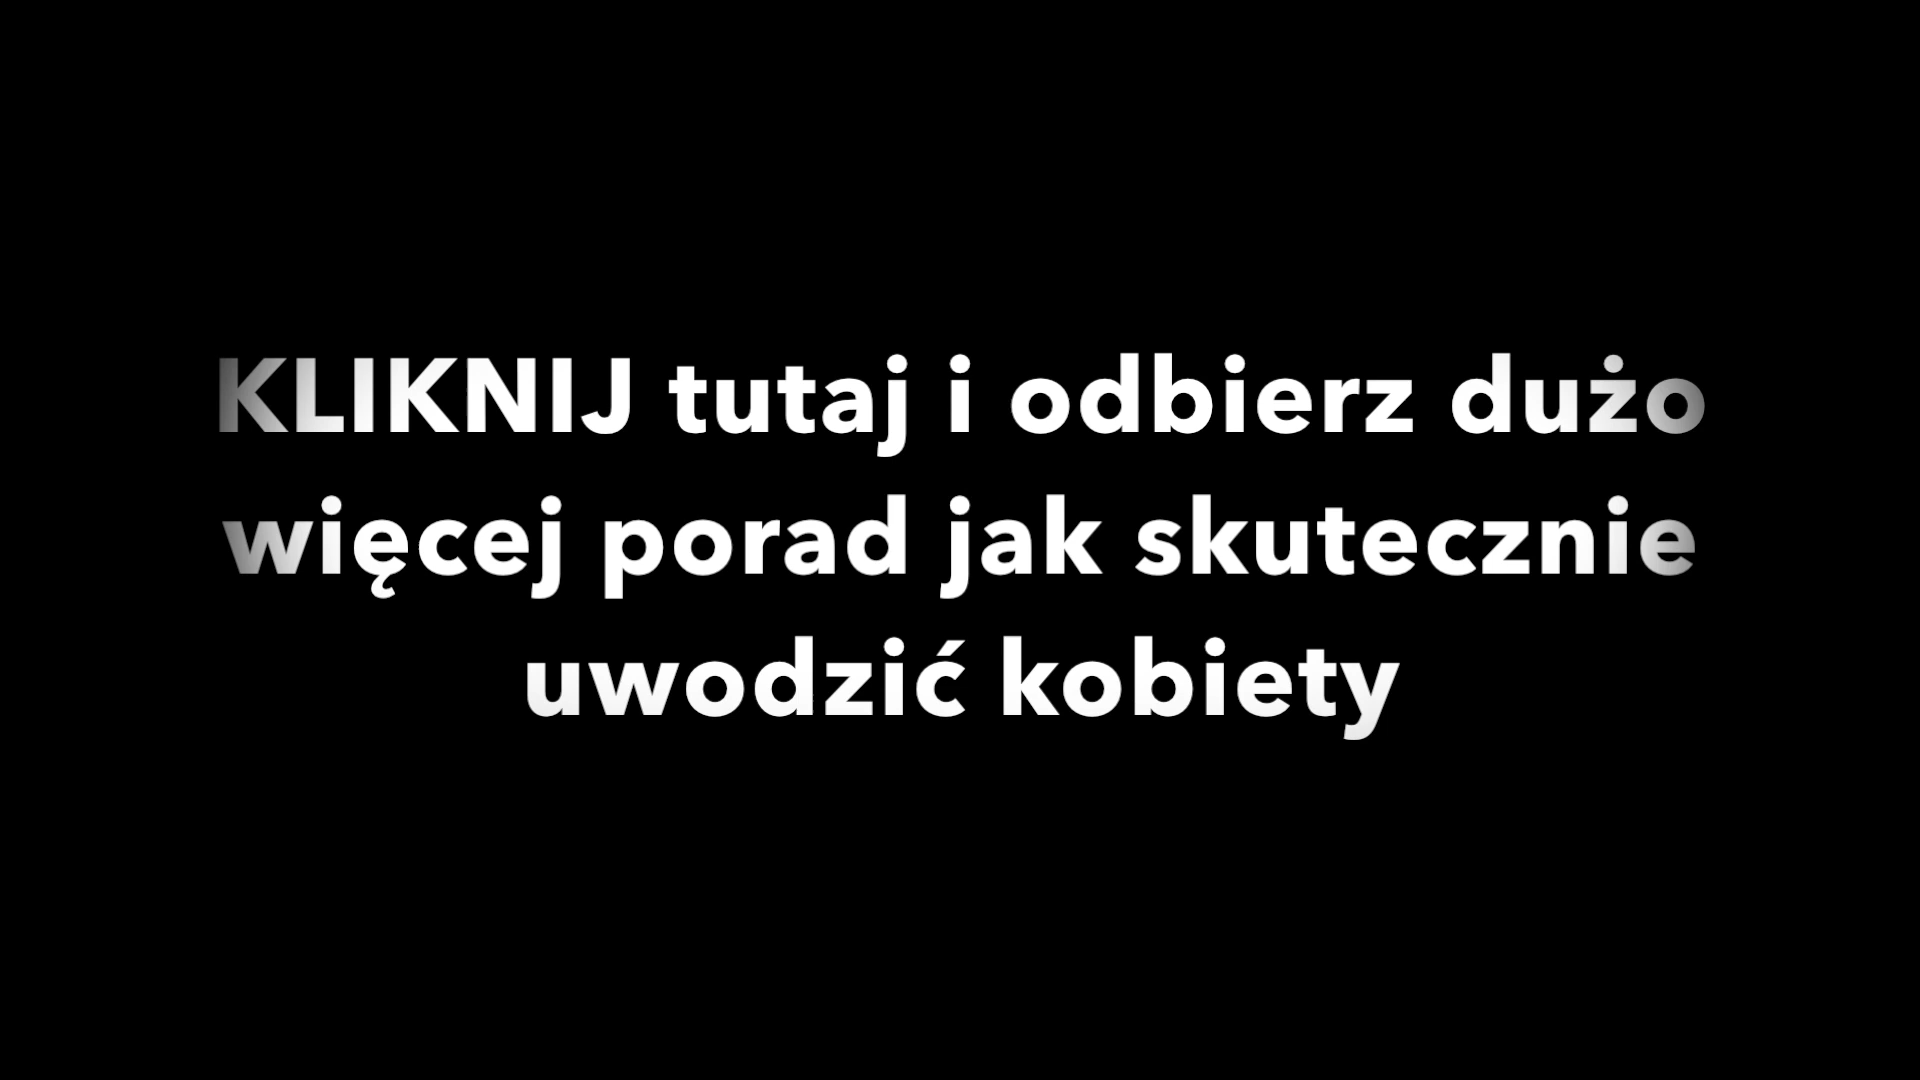 KLIKNIJ tutaj i odbierz dużo
więcej porad jak skutecznie
uwodzić kobiety